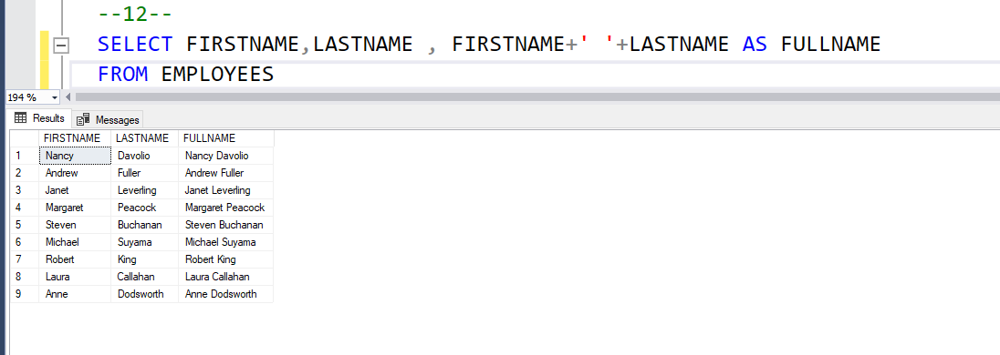 --12--
SELECT FIRSTNAME,LASTNAME , FIRSTNAME+' '+LASTNAME AS FULLNAME
FROM EMPLOYEES
194 %
Results Messages
FIRSTNAME LASTNAME FULLNAME
1 Nancy Davolio Nancy Davolio
2 Andrew Fuller Andrew Fuller
3 Janet Leverling Janet Leverling
4 Margaret Peacock Margaret Peacock
5 Steven Buchanan Steven Buchanan
6 Michael Suyama Michael Suyama
7 Robert King Robert King
8 Laura Callahan Laura Callahan
9 Anne Dodsworth Anne Dodsworth